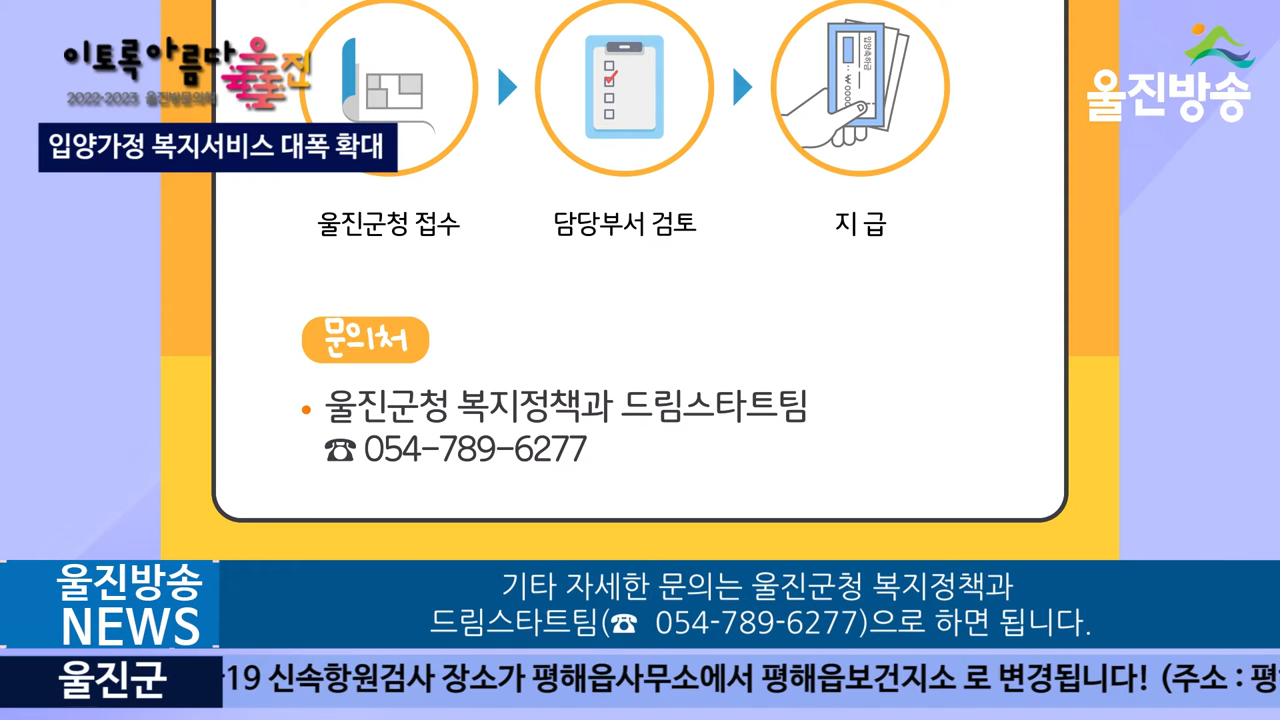 이토록 아름다
울진
2022-2023 울진방문의해
울진방송
입양가정 복지서비스 대폭 확대
입양축하금
울진군청 접수
담당부서 검토
지 급
문의처
• 울진군청 복지정책과 드림스타트팀
☎ 054-789-6277
울진방송
NEWS
기타 자세한 문의는 울진군청 복지정책과
드림스타트팀(☎ 054-789-6277)으로 하면 됩니다.
울진군
-19 신속항원검사 장소가 평해읍사무소에서 평해읍보건지소 로 변경됩니다! (주소 : 평